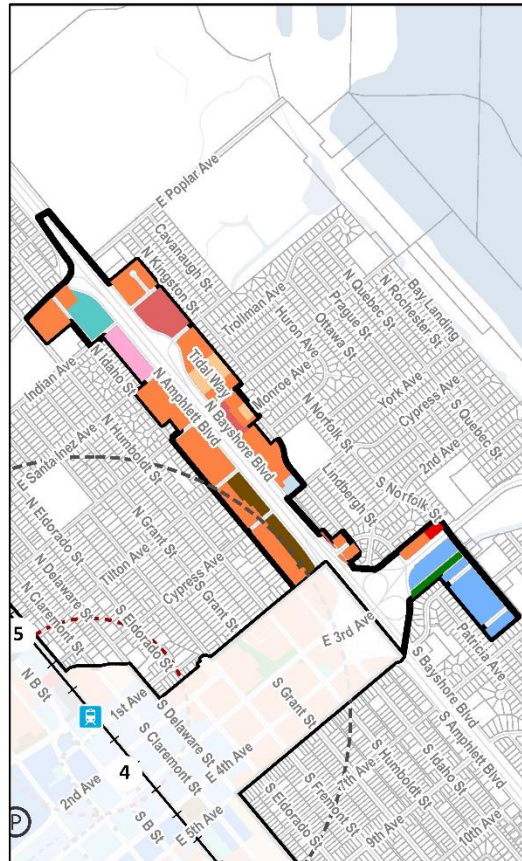 E Poplar Ave
Cavanaugh St
N Kingston St
Trollman Ave
Huron Ave
Prague St
Ottawa St
N Quebec St
N Rochester St
Bay Landing
Tidal Way
Monroe Ave
N Norfolk St
York Ave
Cypress Ave
S Quebec St
Indian Ave
N Idaho St
N Amphlett Blvd
N Bayshore Blvd
Lindbergh St
2nd Ave
S Norfolk St
E Santa Inez Ave
N Humboldt St
N Eldorado St
N Grant St
Tilton Ave
Cypress Ave
S Grant St
N Delaware St
N Claremont St
S Eldorado St
E 3rd Ave
Patricia Ave
5
N B St
1st Ave
S Delaware St
S Claremont St
S Grant St
S Bayshore Blvd
S Amphlett Blvd
E 4th Ave
4
2nd Ave
S B St
E 5th Ave
S Eldorado St
S Fremont St
7th Ave
S Humboldt St
S Idaho St
9th Ave
10th Ave
P